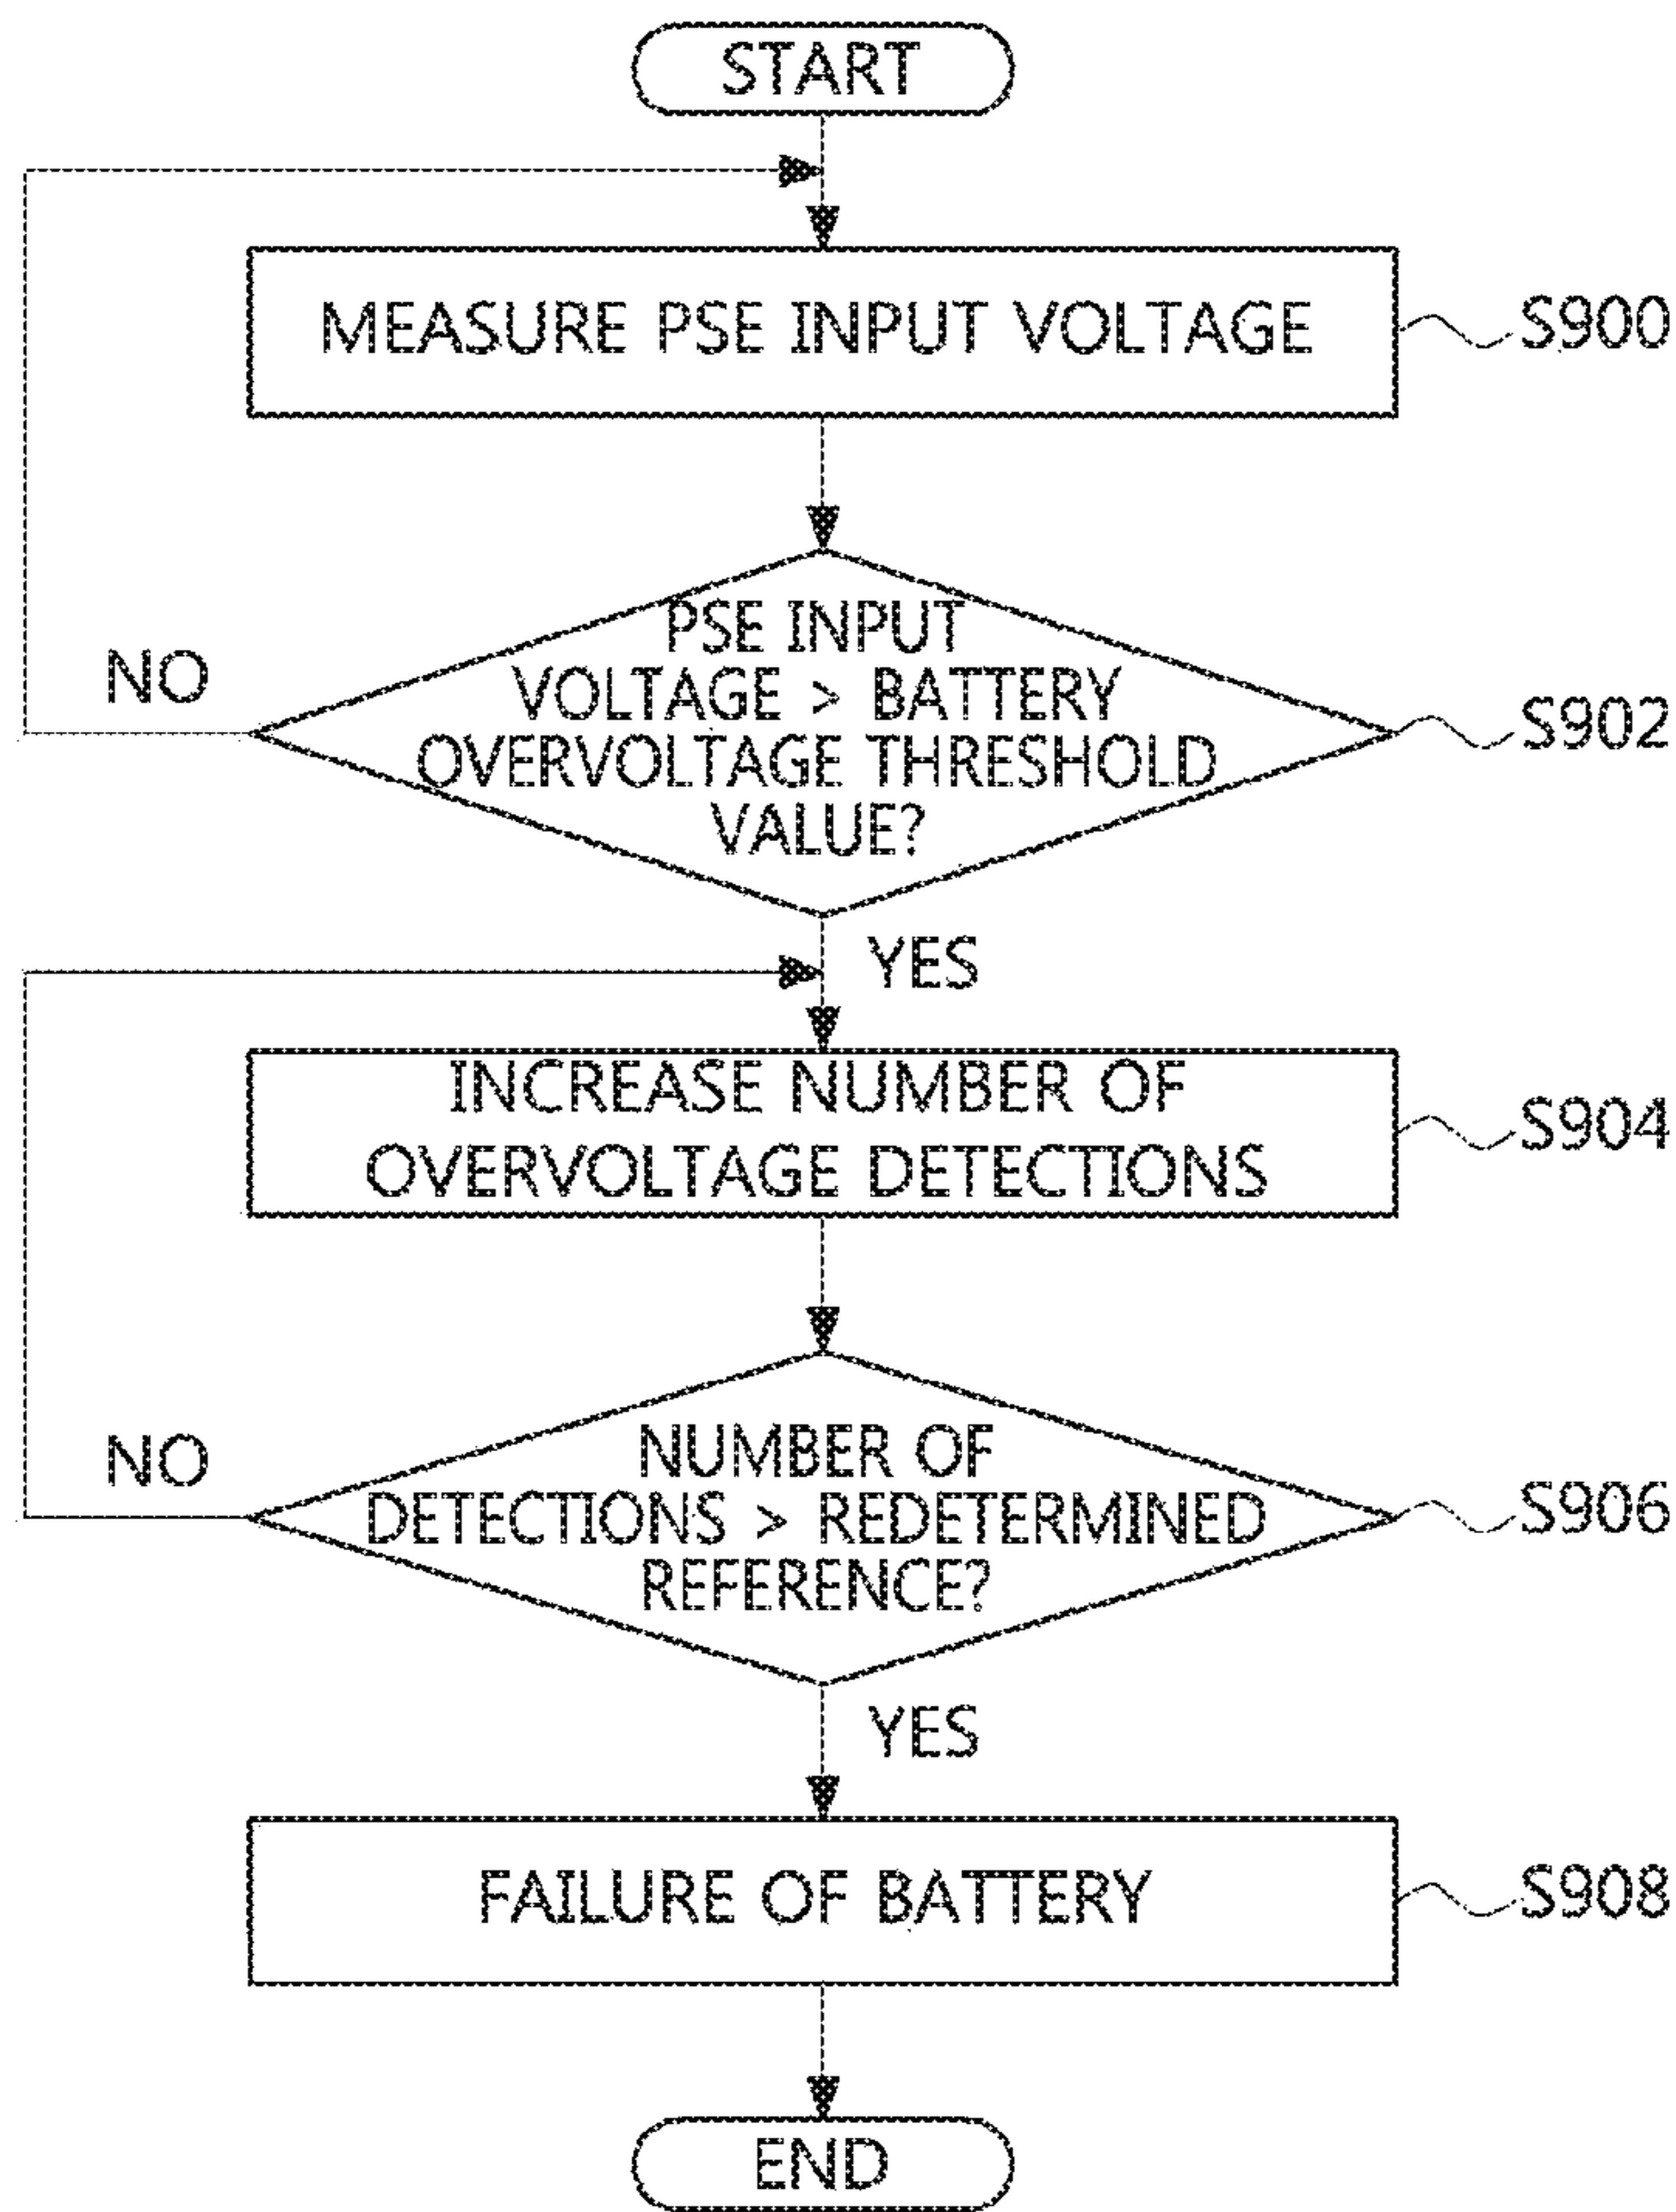 START
MEASURE PSE INPUT VOLTAGE
S900
PSE INPUT
VOLTAGE > BATTERY
OVERVOLTAGE THRESHOLD
VALUE?
NO
S902
YES
INCREASE NUMBER OF
OVERVOLTAGE DETECTIONS
S904
NUMBER OF
DETECTIONS > REDETERMINED
REFERENCE?
NO
S906
YES
FAILURE OF BATTERY
S908
END